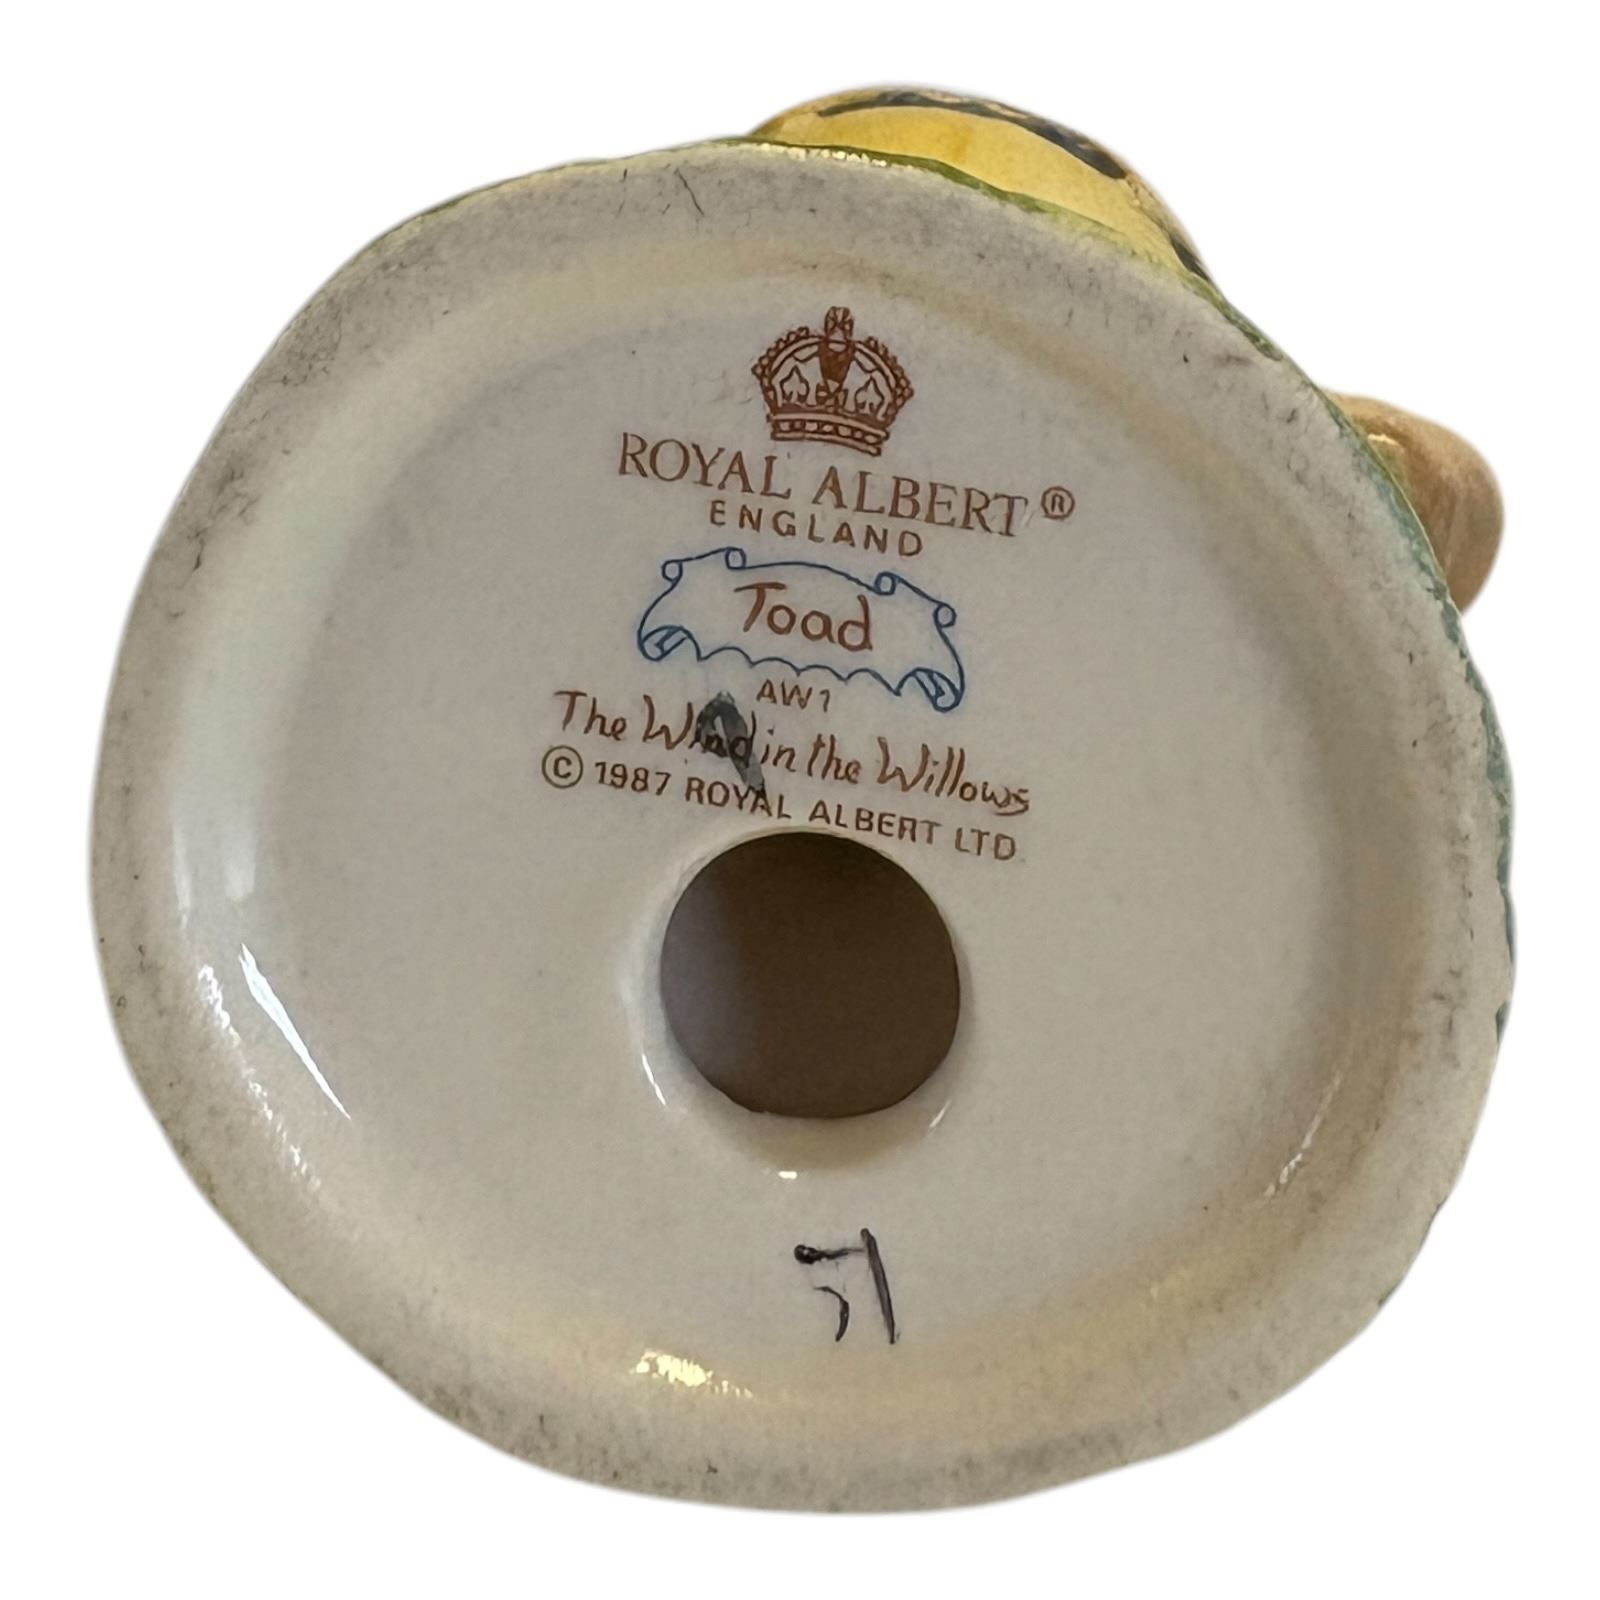 ROYAL ALBERT®
ENGLAND
Toad
AW1
The Wind in the Willows
© 1987 ROYAL ALBERT LTD